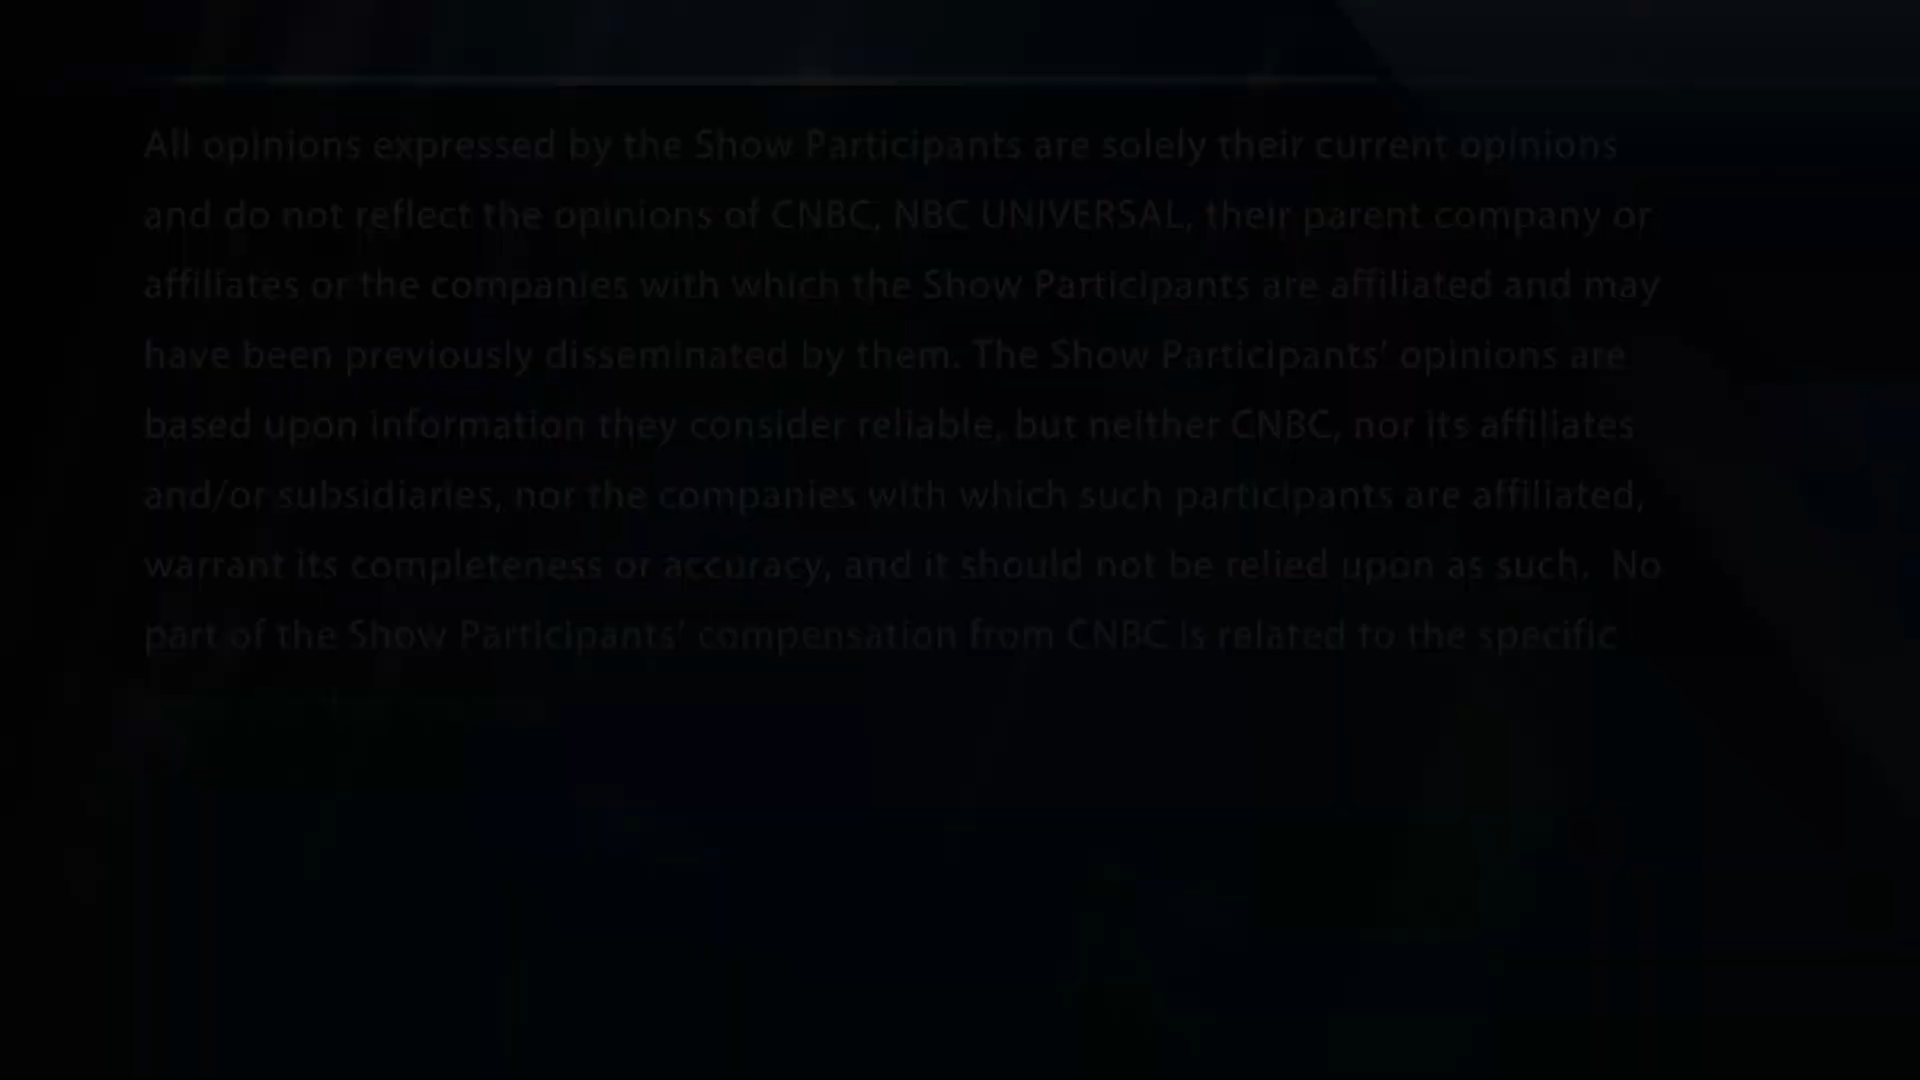 All opinions expressed by the Show Participants are solely their current opinions
and do not reflect the opinions of CNBC, NBC UNIVERSAL, their parent company or
affiliates or the companies with which the Show Participants are affiliated and may
have been previously disseminated by them. The Show Participants’ opinions are
based upon information they consider reliable, but neither CNBC, nor its affiliates
and/or subsidiaries, nor the companies with which such participants are affiliated,
warrant its completeness or accuracy, and it should not be relied upon as such. No
part of the Show Participants’ compensation from CNBC is related to the specific